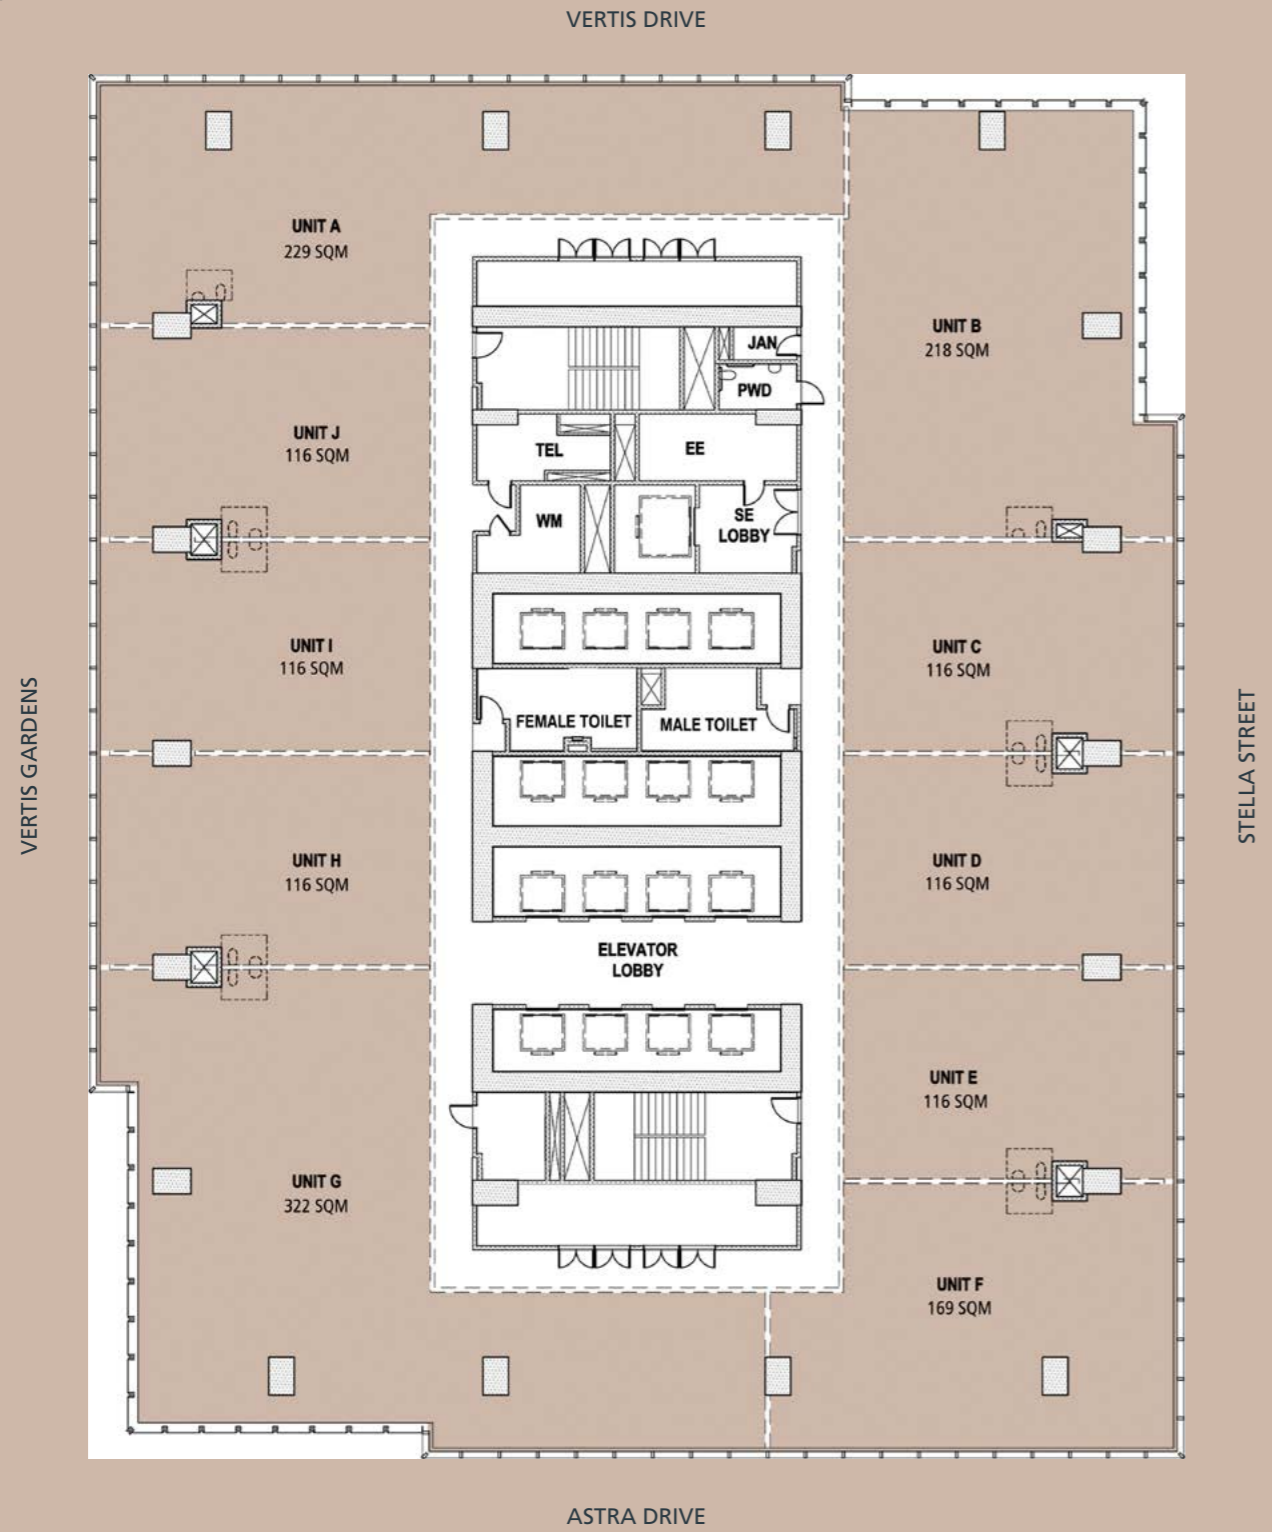 VERTIS DRIVE
UNIT A
229 SQM
UNIT B
218 SQM
JAN
PWD
UNIT J
116 SQM
TEL
EE
WM
SE
LOBBY
UNIT I
116 SQM
UNIT C
116 SQM
FEMALE TOILET
MALE TOILET
VERTIS GARDENS
STELLA STREET
UNIT H
116 SQM
UNIT D
116 SQM
ELEVATOR
LOBBY
UNIT E
116 SQM
UNIT G
322 SQM
UNIT F
169 SQM
ASTRA DRIVE